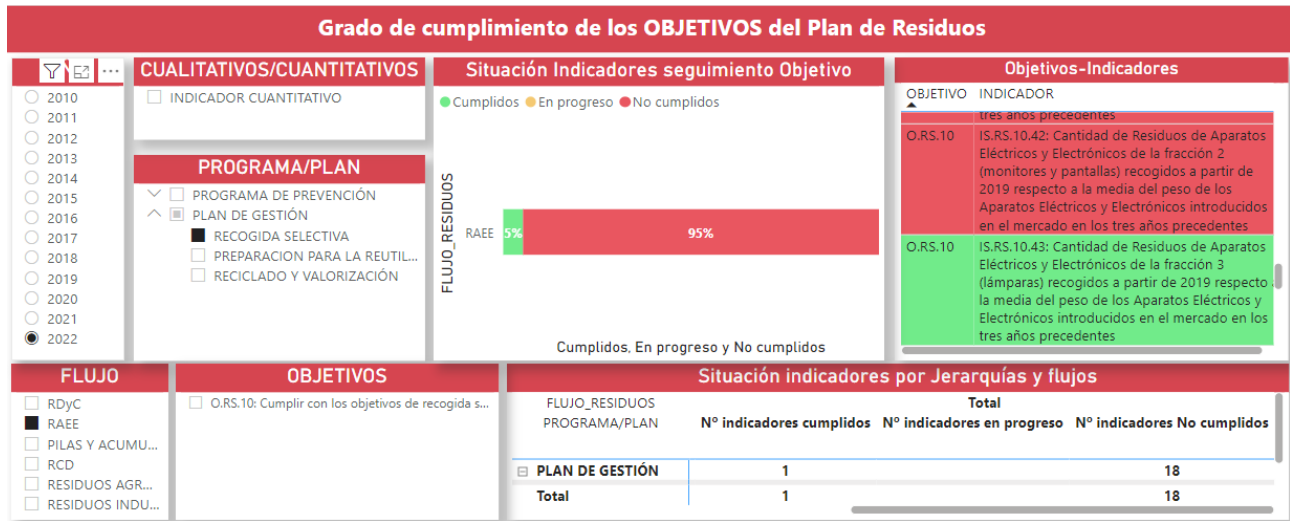 Grado de cumplimiento de los OBJETIVOS del Plan de Residuos
2010
2011
2012
2013
2014
2015
2016
2017
2018
2019
2020
2021
2022
CUALITATIVOS/CUANTITATIVOS
INDICADOR CUANTITATIVO
PROGRAMA/PLAN
PROGRAMA DE PREVENCIÓN
PLAN DE GESTIÓN
RECOGIDA SELECTIVA
PREPARACION PARA LA REUTIL...
RECICLADO Y VALORIZACIÓN
Situación Indicadores seguimiento Objetivo
Cumplidos En progreso No cumplidos
FLUJO_RESIDUOS
RAEE 5% 95%
Cumplidos, En progreso y No cumplidos
Objetivos-Indicadores
OBJETIVO INDICADOR
tres años precedentes
O.RS.10 IS.RS.10.42: Cantidad de Residuos de Aparatos
Eléctricos y Electrónicos de la fracción 2
(monitores y pantallas) recogidos a partir de
2019 respecto a la media del peso de los
Aparatos Eléctricos y Electrónicos introducidos
en el mercado en los tres años precedentes
O.RS.10 IS.RS.10.43: Cantidad de Residuos de Aparatos
Eléctricos y Electrónicos de la fracción 3
(lámparas) recogidos a partir de 2019 respecto
la media del peso de los Aparatos Eléctricos y
Electrónicos introducidos en el mercado en los
tres años precedentes
FLUJO
RDyC
RAEE
PILAS Y ACUMU...
RCD
RESIDUOS AGR...
RESIDUOS INDU...
OBJETIVOS
O.RS.10: Cumplir con los objetivos de recogida s...
Situación indicadores por Jerarquías y flujos
FLUJO_RESIDUOS Total
PROGRAMA/PLAN Nº indicadores cumplidos Nº indicadores en progreso Nº indicadores No cumplidos
PLAN DE GESTIÓN 1 18
Total 1 18